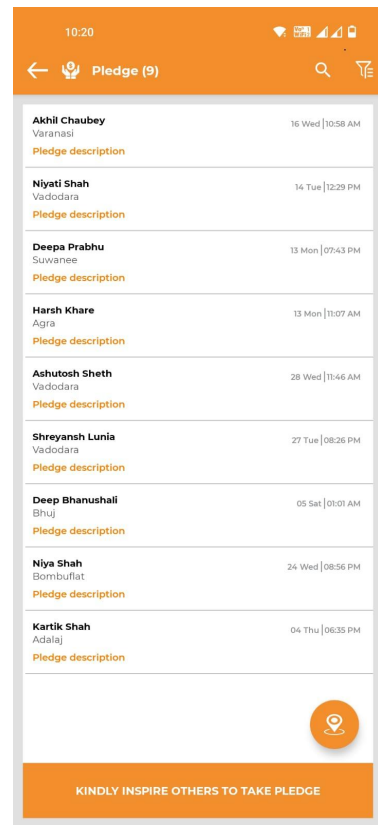 10:20
Pledge (9)
Akhil Chaubey
16 Wed | 10:58 AM
Varanasi
Pledge description
Niyati Shah
14 Tue | 12:29 PM
Vadodara
Pledge description
Deepa Prabhu
13 Mon | 07:43 PM
Suwanee
Pledge description
Harsh Khare
13 Mon | 11:07 AM
Agra
Pledge description
Ashutosh Sheth
28 Wed | 11:46 AM
Vadodara
Pledge description
Shreyansh Lunia
27 Tue | 08:26 PM
Vadodara
Pledge description
Deep Bhanushali
05 Sat | 01:01 AM
Bhuj
Pledge description
Niya Shah
24 Wed | 08:56 PM
Bombuflat
Pledge description
Kartik Shah
04 Thu | 06:35 PM
Adalaj
Pledge description
KINDLY INSPIRE OTHERS TO TAKE PLEDGE